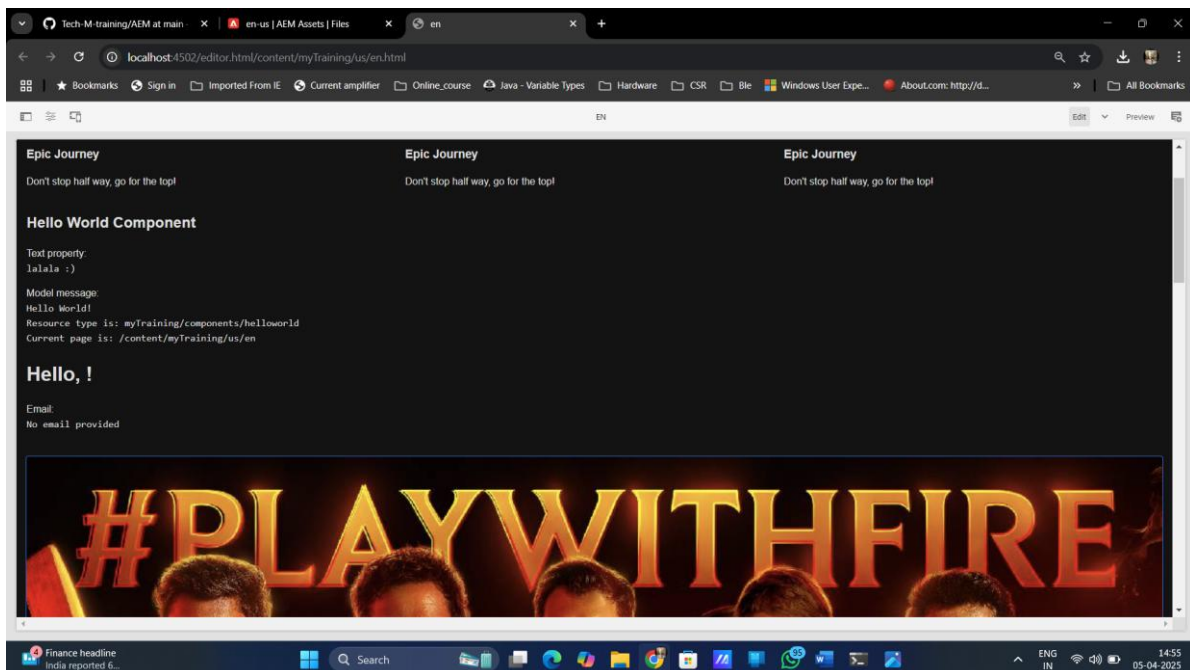 Tech-M-training/AEM at main
en-us | AEM Assets | Files
en
localhost:4502/editor.html/content/myTraining/us/en.html
Bookmarks Sign in Imported From IE Current amplifier Online_course Java - Variable Types Hardware CSR Ble Windows User Expe... About.com: http://d... » All Bookmarks
EN Edit Preview
Epic Journey Epic Journey Epic Journey
Don't stop half way, go for the top! Don't stop half way, go for the top! Don't stop half way, go for the top!
Hello World Component
Text property:
lalala :)
Model message:
Hello World!
Resource type is: myTraining/components/helloworld
Current page is: /content/myTraining/us/en
Hello, !
Email:
No email provided
#PLAYWITHFIRE
4 Finance headline
India reported 6...
Search
95
ENG
IN
14:55
05-04-2025